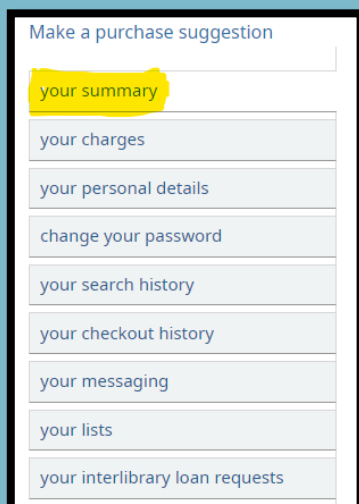 Make a purchase suggestion
your summary
your charges
your personal details
change your password
your search history
your checkout history
your messaging
your lists
your interlibrary loan requests